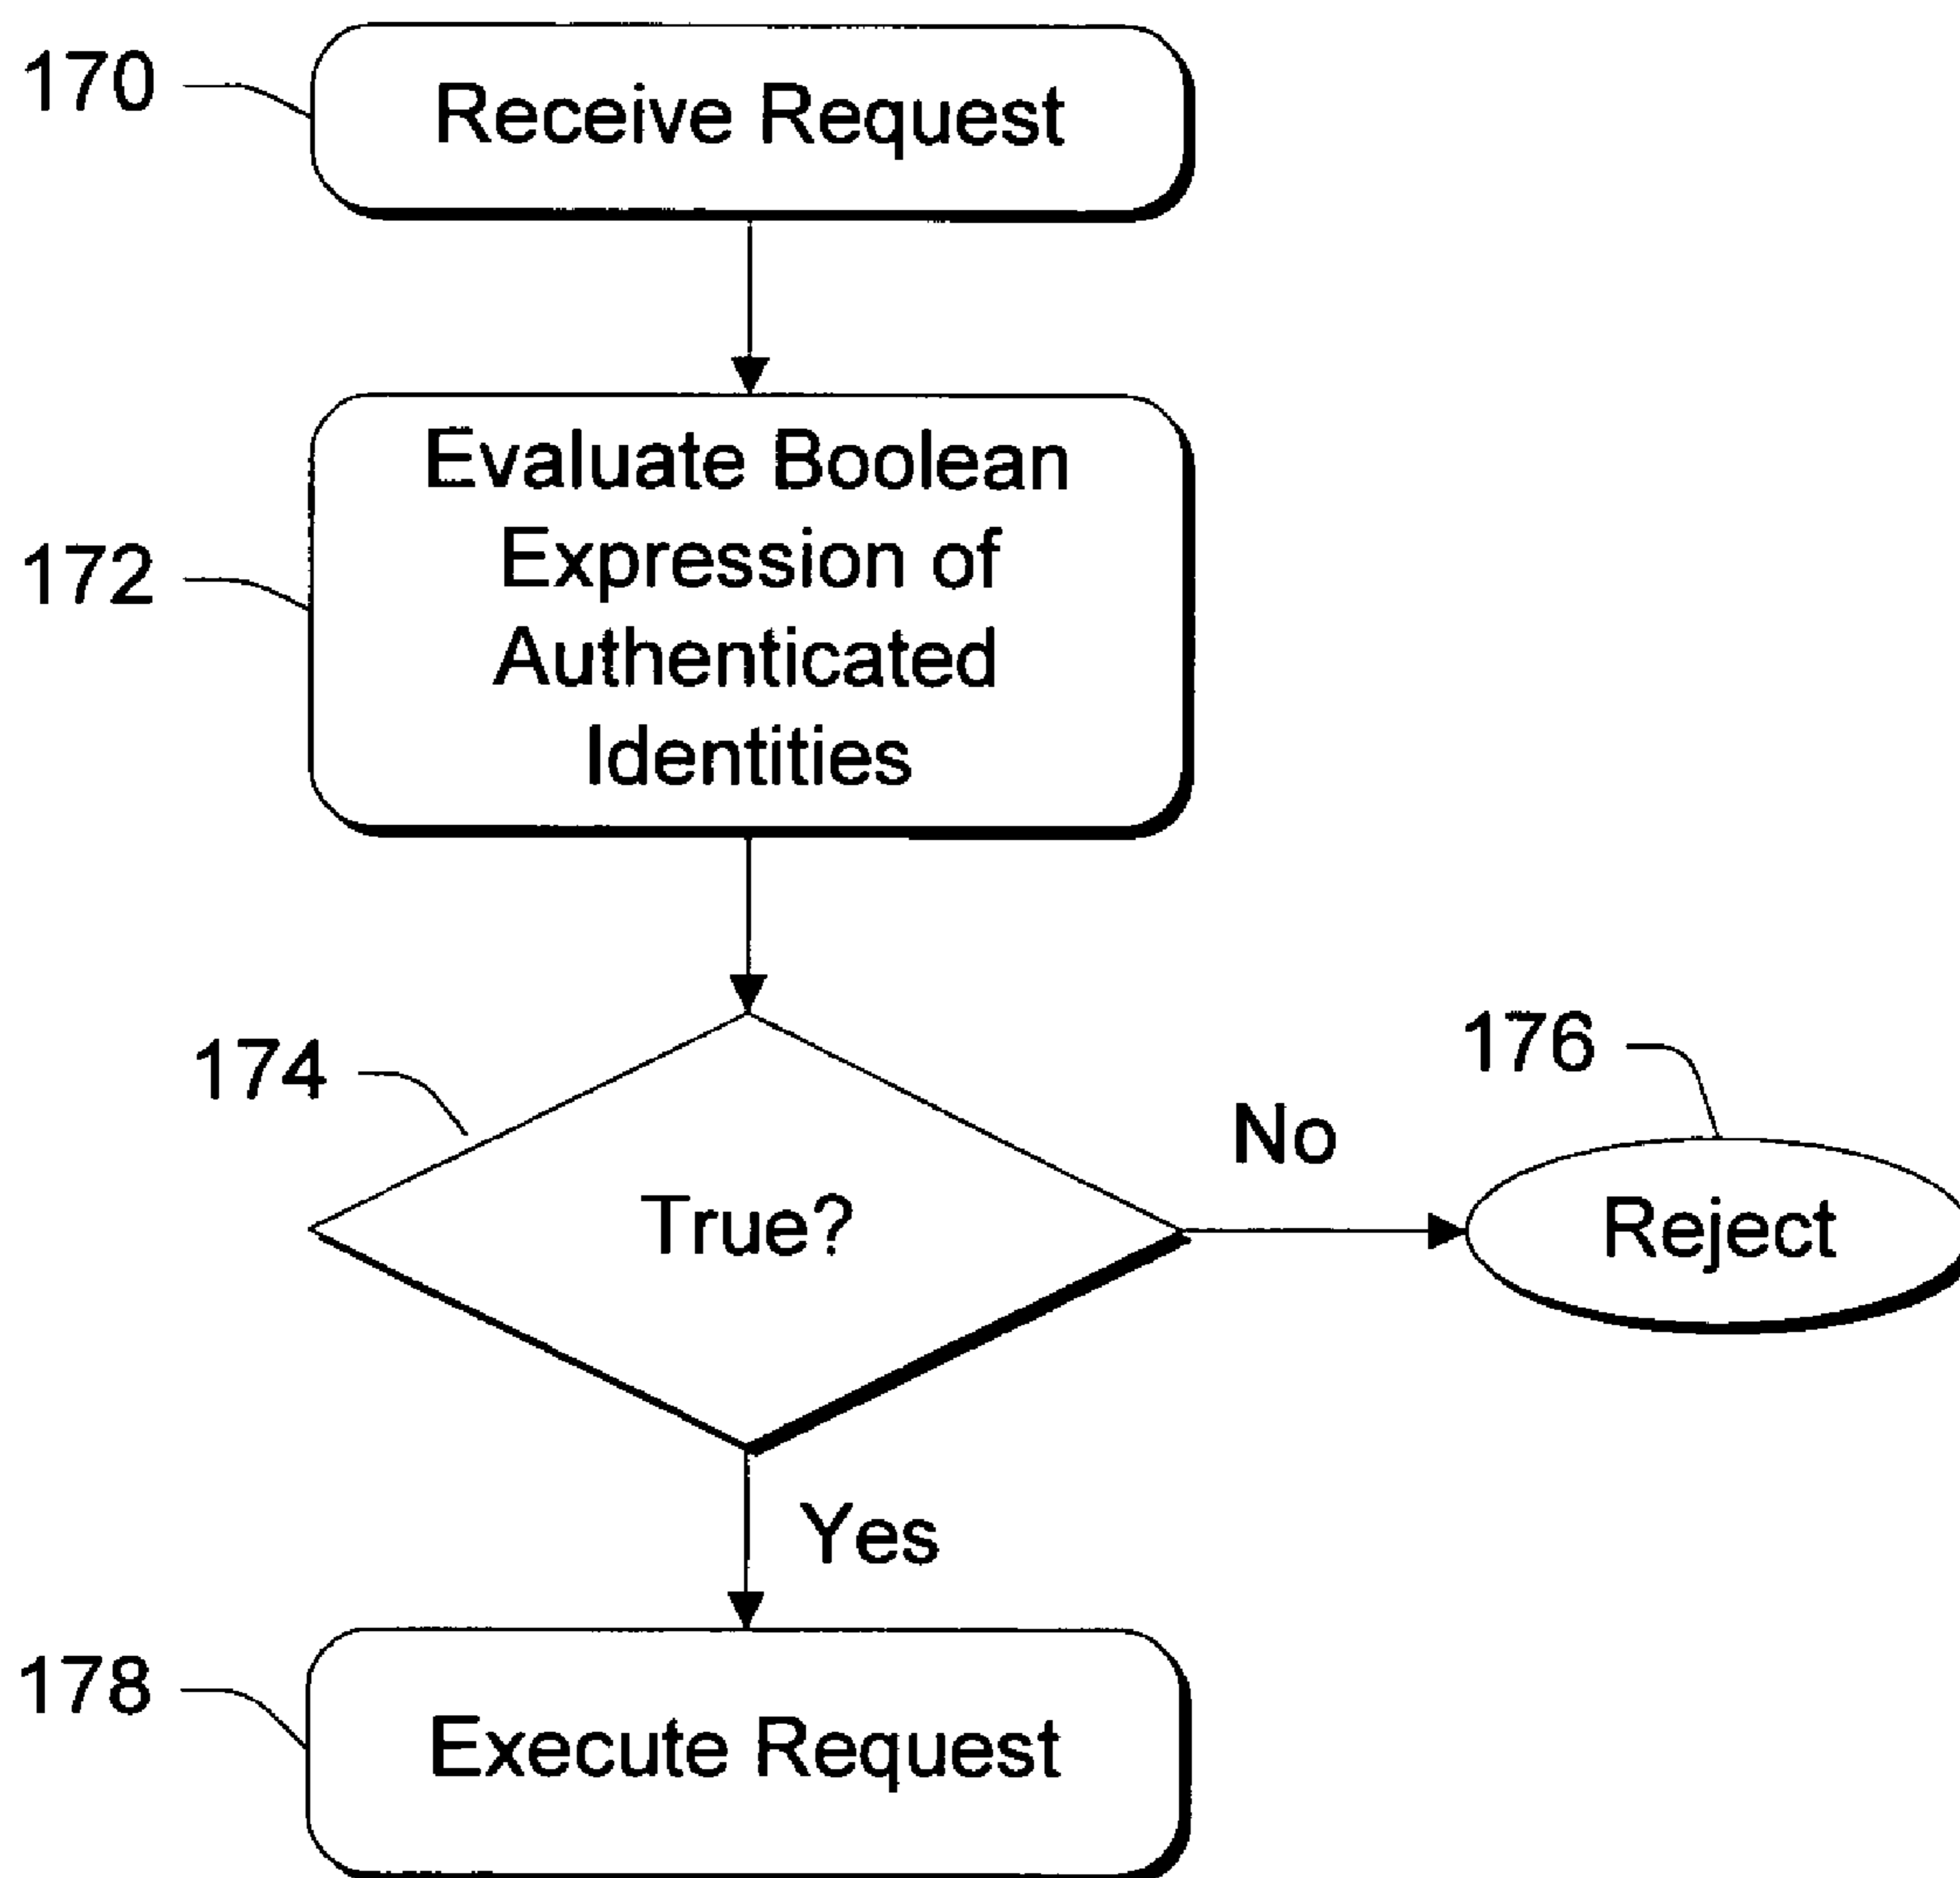 170
Receive Request
172
Evaluate Boolean
Expression of
Authenticated
Identities
174
True?
No
176
Reject
Yes
178
Execute Request